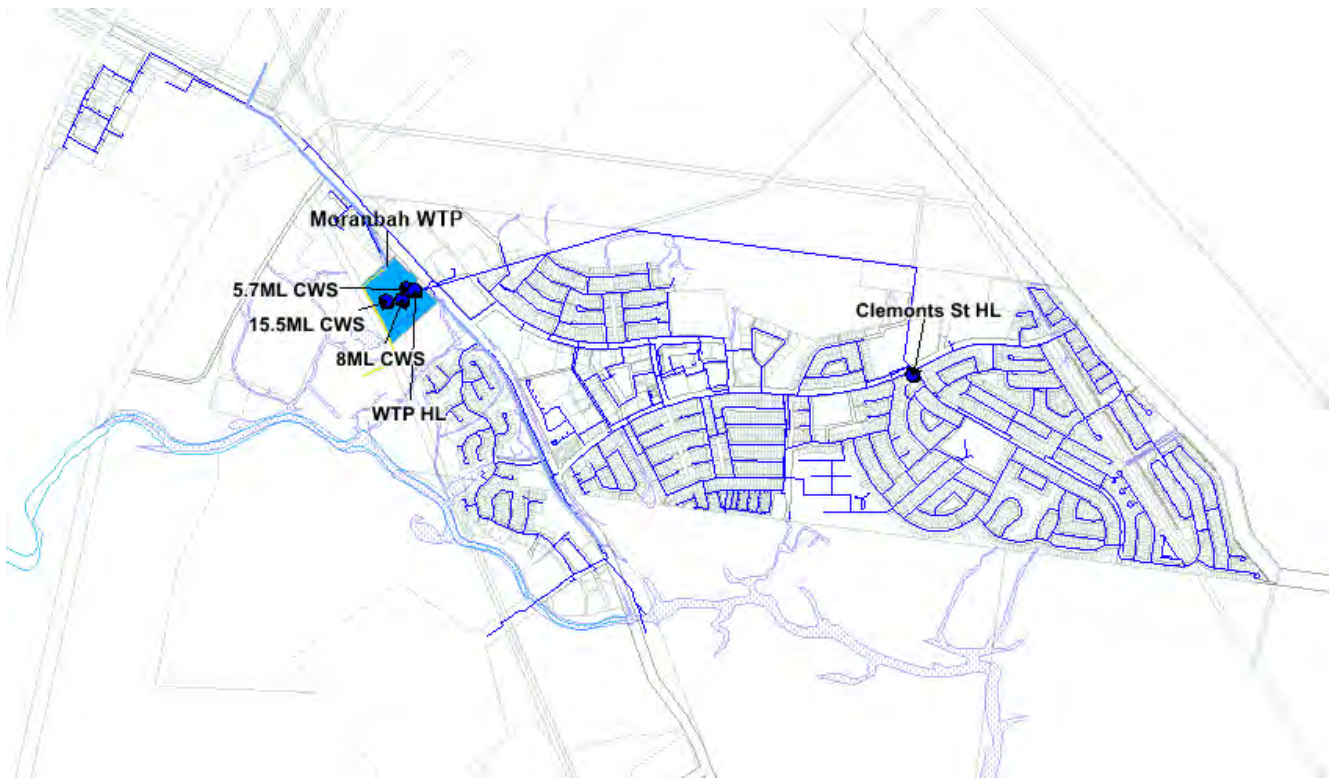 Moranbah WTP
5.7ML CWS
Clemonts St HL
15.5ML CWS
8ML CWS
WTP HL